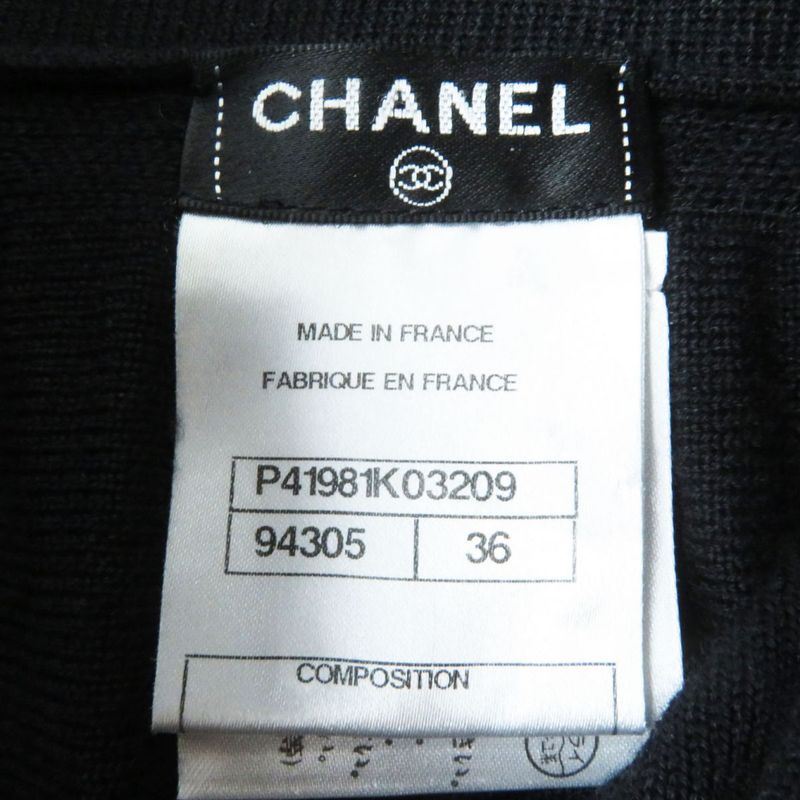 CHANEL
MADE IN FRANCE
FABRIQUE EN FRANCE
P41981K03209
94305 36
COMPOSITION